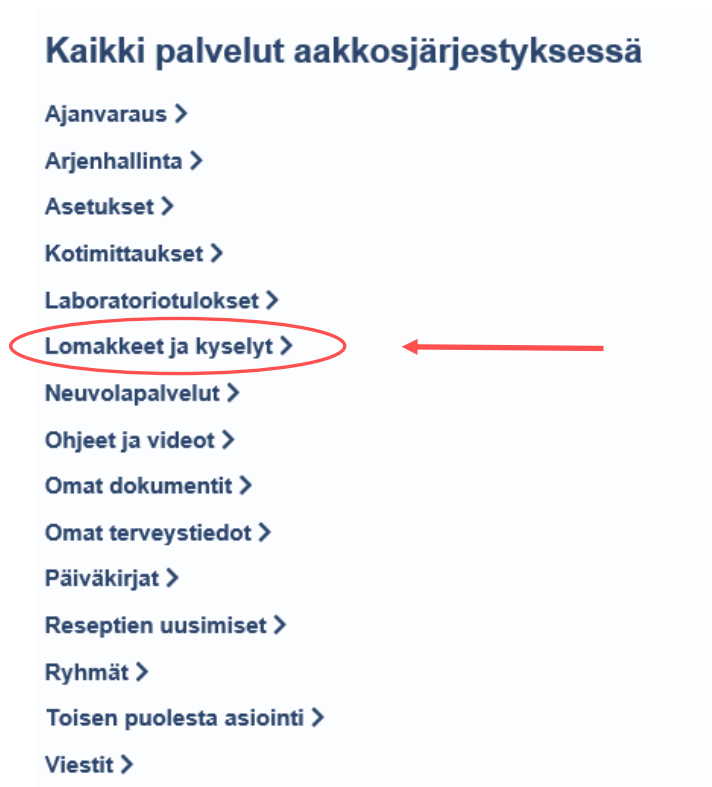 Kaikki palvelut aakkosjärjestyksessä
Ajanvaraus
Arjenhallinta
Asetukset
Kotimittaukset
Laboratoriotulokset
Lomakkeet ja kyselyt
Neuvolapalvelut
Ohjeet ja videot
Omat dokumentit
Omat terveystiedot
Päiväkirjat
Reseptien uusimiset
Ryhmät
Toisen puolesta asiointi
Viestit